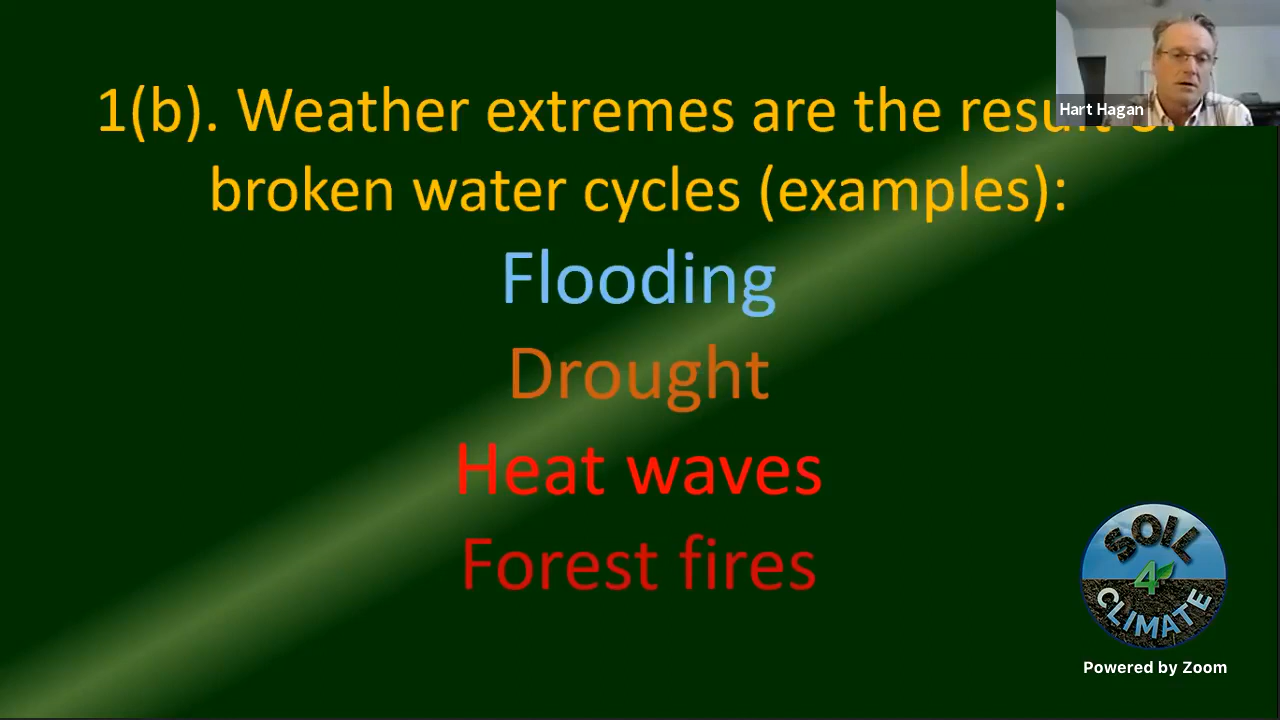 1(b). Weather extremes are the result of
broken water cycles (examples):
Flooding
Drought
Heat waves
Forest fires
Hart Hagan
SOIL
4
CLIMATE
Powered by Zoom